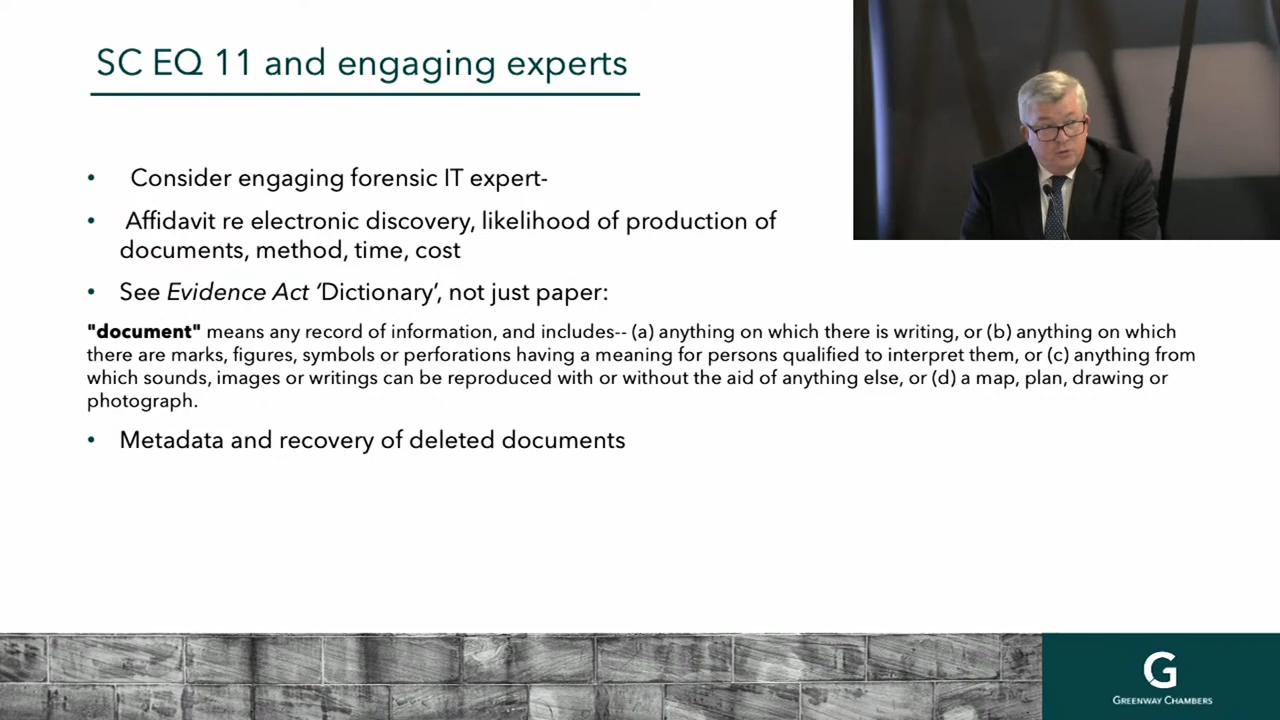 SC EQ 11 and engaging experts
• Consider engaging forensic IT expert-
• Affidavit re electronic discovery, likelihood of production of
documents, method, time, cost
• See Evidence Act ‘Dictionary’, not just paper:
"document" means any record of information, and includes-- (a) anything on which there is writing, or (b) anything on which
there are marks, figures, symbols or perforations having a meaning for persons qualified to interpret them, or (c) anything from
which sounds, images or writings can be reproduced with or without the aid of anything else, or (d) a map, plan, drawing or
photograph.
• Metadata and recovery of deleted documents
G
GREENWAY CHAMBERS